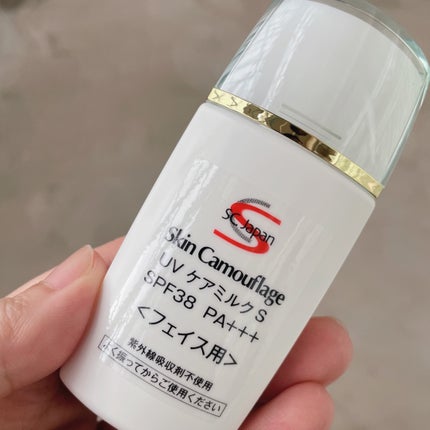 SC Japan
Skin Camouflage
UV ケアミルク S
SPF38 PA+++
＜フェイス用＞
紫外線吸収剤不使用
よく振ってからご使用ください